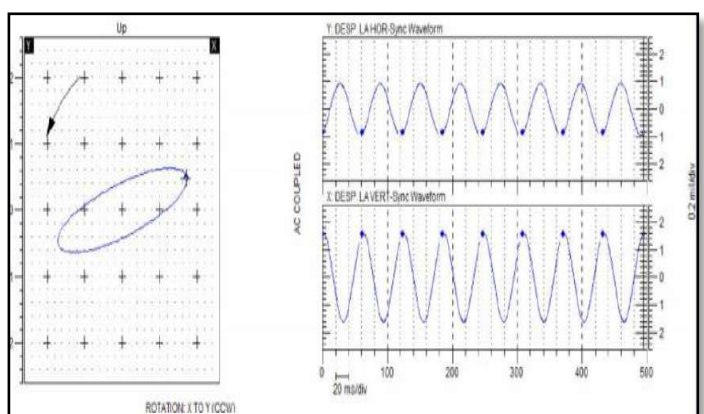 Up
Y X
2
1
0
1
2
ROTATION: X TO Y (CCW)
Y: DESP. LA HOR-Sync Waveform
2
1
0
1
2
AC COUPLED
0.2 mil/div
X: DESP. LA VERT-Sync Waveform
2
1
0
1
2
0 100 200 300 400 500
20 ms/div